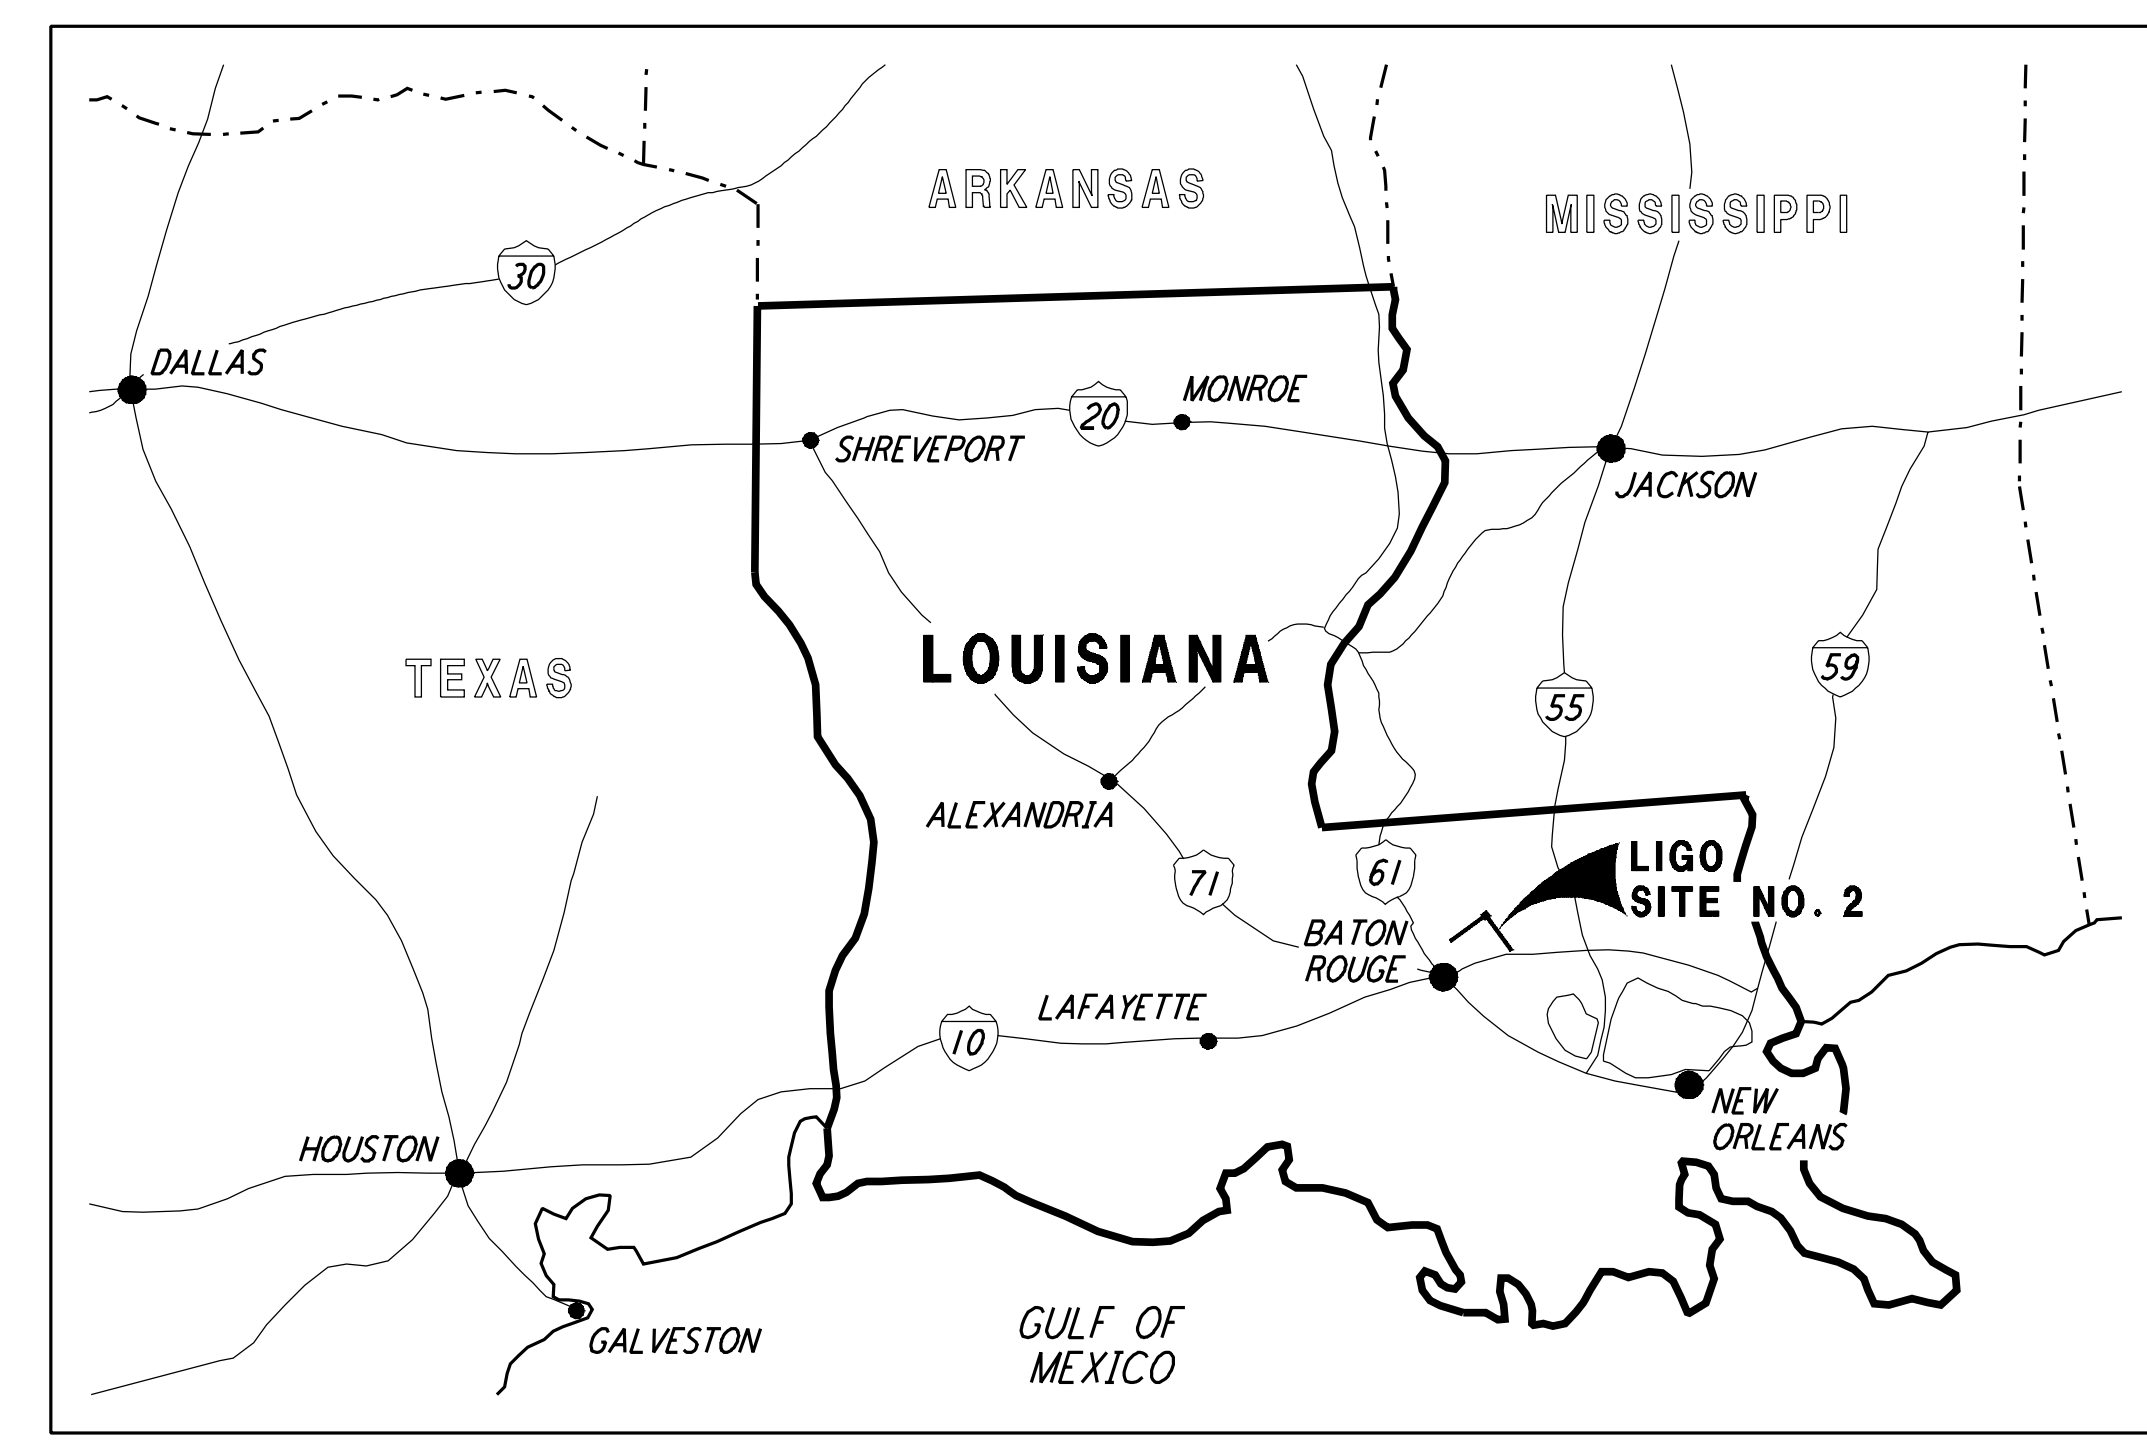 ARKANSAS
MISSISSIPPI
30
DALLAS
MONROE
20
SHREVEPORT
JACKSON
LOUISIANA
TEXAS
59
55
ALEXANDRIA
71
61
LIGO
SITE NO. 2
BATON
ROUGE
LAFAYETTE
10
NEW
ORLEANS
HOUSTON
GALVESTON
GULF OF
MEXICO